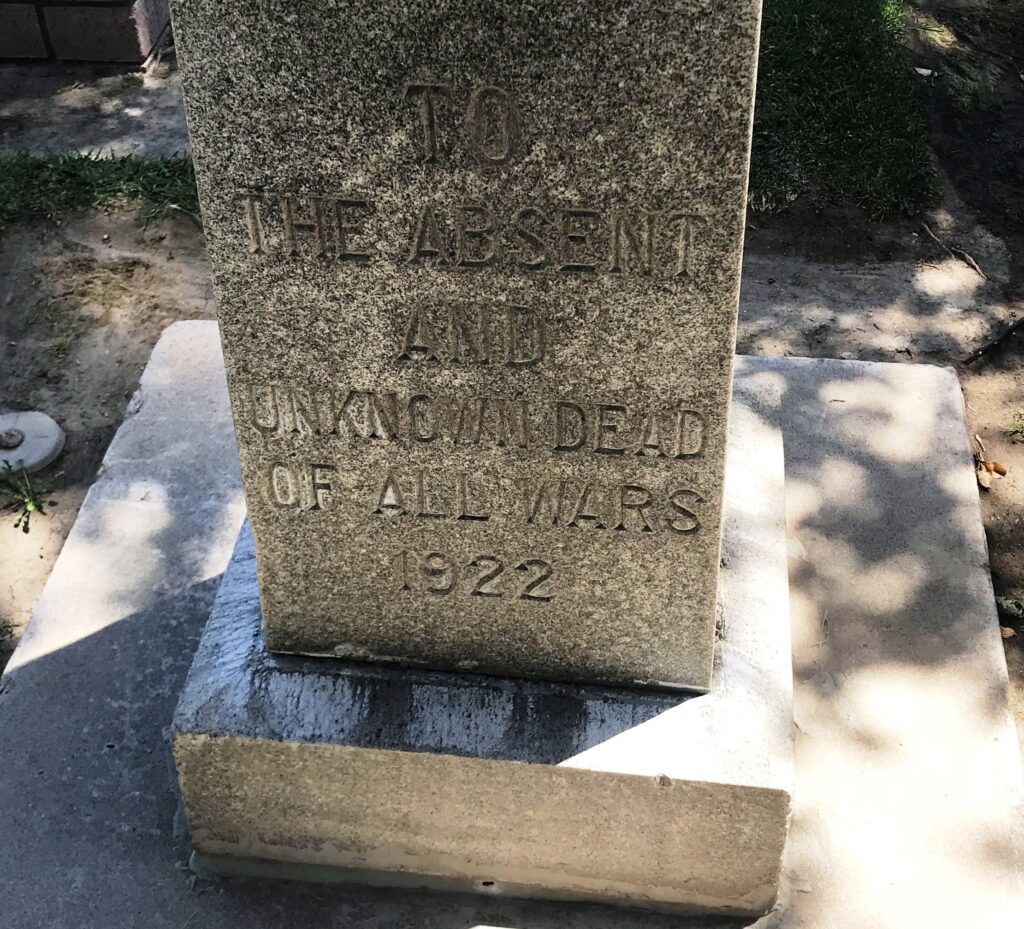 TO
THE ABSENT
AND
UNKNOWN DEAD
OF ALL WARS
1922